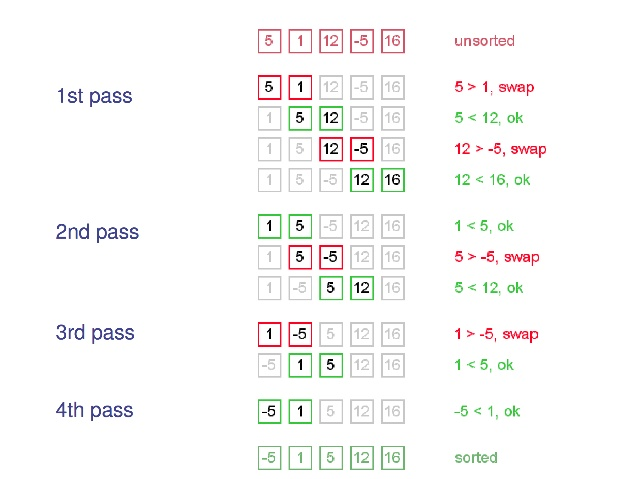 5 1 12 -5 16 unsorted
1st pass 5 1 12 -5 16 5 > 1, swap
1 5 12 -5 16 5 < 12, ok
1 5 12 -5 16 12 > -5, swap
1 5 -5 12 16 12 < 16, ok
2nd pass 1 5 -5 12 16 1 < 5, ok
1 5 -5 12 16 5 > -5, swap
1 -5 5 12 16 5 < 12, ok
3rd pass 1 -5 5 12 16 1 > -5, swap
-5 1 5 12 16 1 < 5, ok
4th pass -5 1 5 12 16 -5 < 1, ok
-5 1 5 12 16 sorted